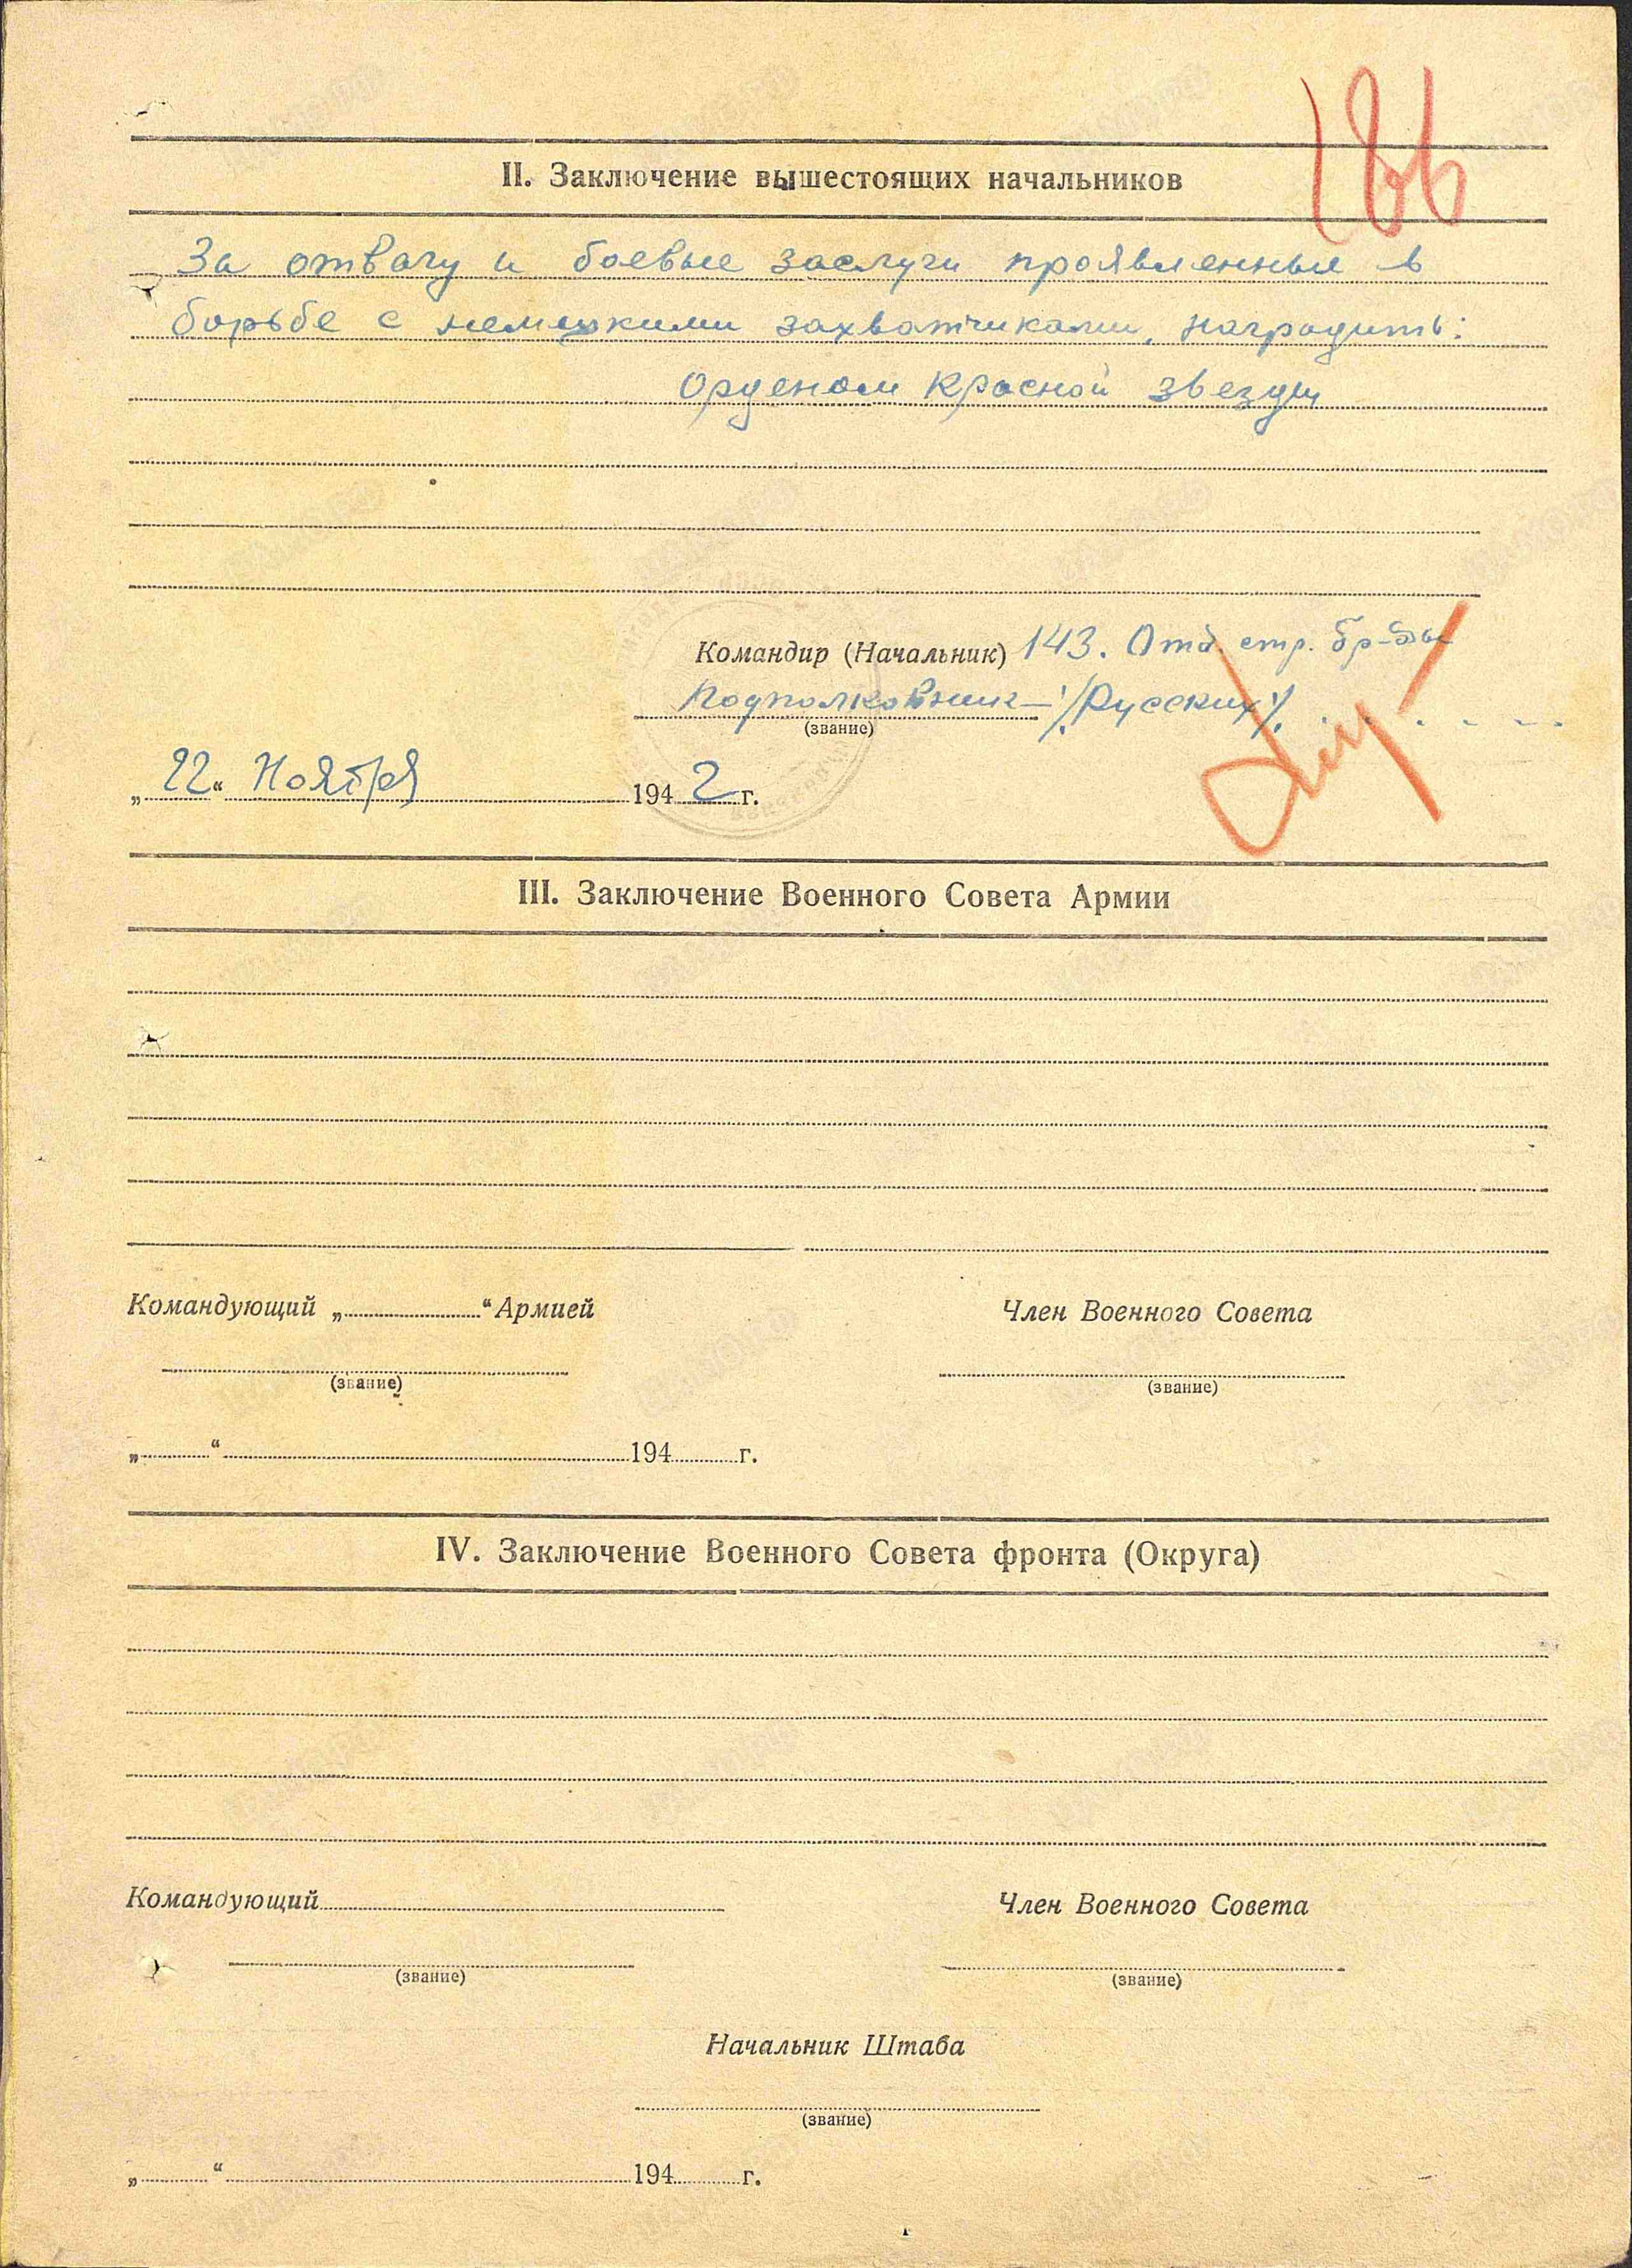 186
II. Заключение вышестоящих начальников
За отвагу и боевые заслуги проявленные в
борьбе с немецкими захватчиками, наградить:
Орденом Красной звезды
Командир (Начальник) 143. Отд. стр. бр-ды
Подполковник – /Русских/
(звание)
„22“ Ноября 1942 г.
III. Заключение Военного Совета Армии
Командующий „ “ Армией
Член Военного Совета
(звание)
(звание)
„ “ 194 г.
IV. Заключение Военного Совета фронта (Округа)
Командующий
Член Военного Совета
(звание)
(звание)
Начальник Штаба
(звание)
„ “ 194 г.